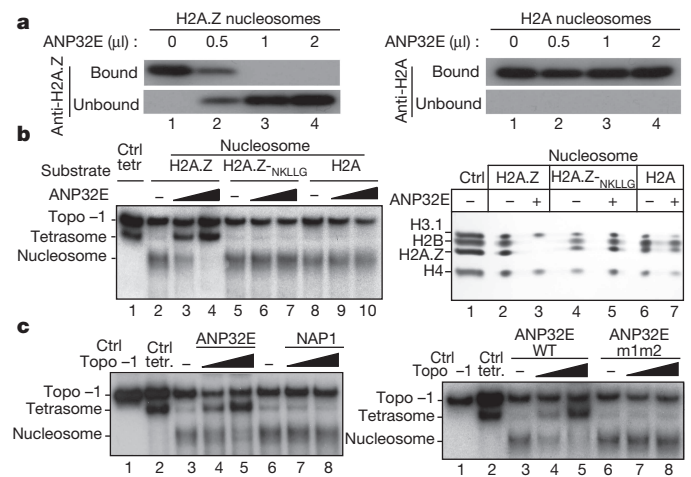 a
H2A.Z nucleosomes
H2A nucleosomes
ANP32E (µl) : 0 0.5 1 2
ANP32E (µl) : 0 0.5 1 2
Anti-H2A.Z
Bound
Unbound
1 2 3 4
Anti-H2A
Bound
Unbound
1 2 3 4
b
Ctrl
tetr
Nucleosome
Substrate H2A.Z H2A.Z-NKLLG H2A
ANP32E – – –
Topo –1
Tetrasome
Nucleosome
1 2 3 4 5 6 7 8 9 10
Nucleosome
Ctrl H2A.Z H2A.Z-NKLLG H2A
ANP32E – – + – + – +
H3.1
H2B
H2A.Z
H4
1 2 3 4 5 6 7
c
Ctrl Ctrl ANP32E NAP1
Topo –1 tetr. – –
Topo –1
Tetrasome
Nucleosome
1 2 3 4 5 6 7 8
Ctrl Ctrl ANP32E WT ANP32E m1m2
Topo –1 tetr. – –
Topo –1
Tetrasome
Nucleosome
1 2 3 4 5 6 7 8